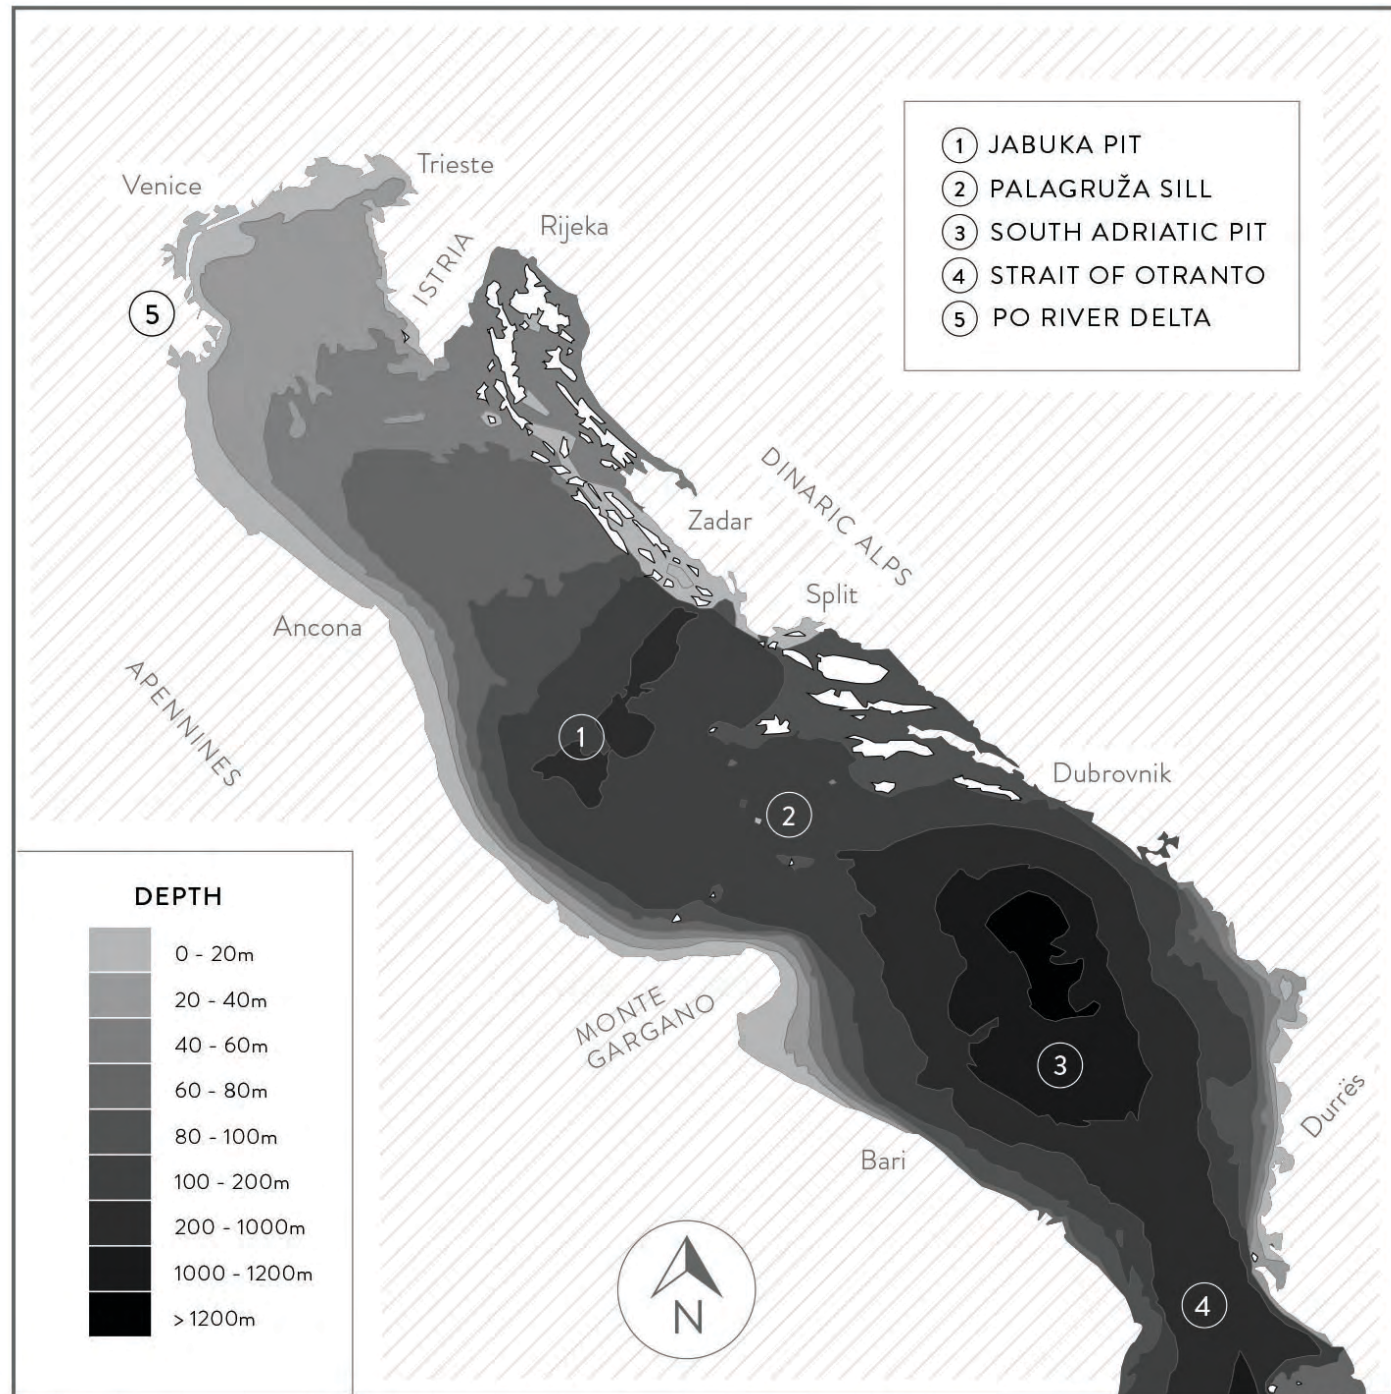 1 JABUKA PIT
2 PALAGRUŽA SILL
3 SOUTH ADRIATIC PIT
4 STRAIT OF OTRANTO
5 PO RIVER DELTA
Trieste
Venice
Rijeka
ISTRIA
5
DINARIC ALPS
Zadar
Split
Ancona
APENNINES
1
Dubrovnik
2
MONTE
GARGANO
3
Durrës
Bari
4
N
DEPTH
0 - 20m
20 - 40m
40 - 60m
60 - 80m
80 - 100m
100 - 200m
200 - 1000m
1000 - 1200m
> 1200m